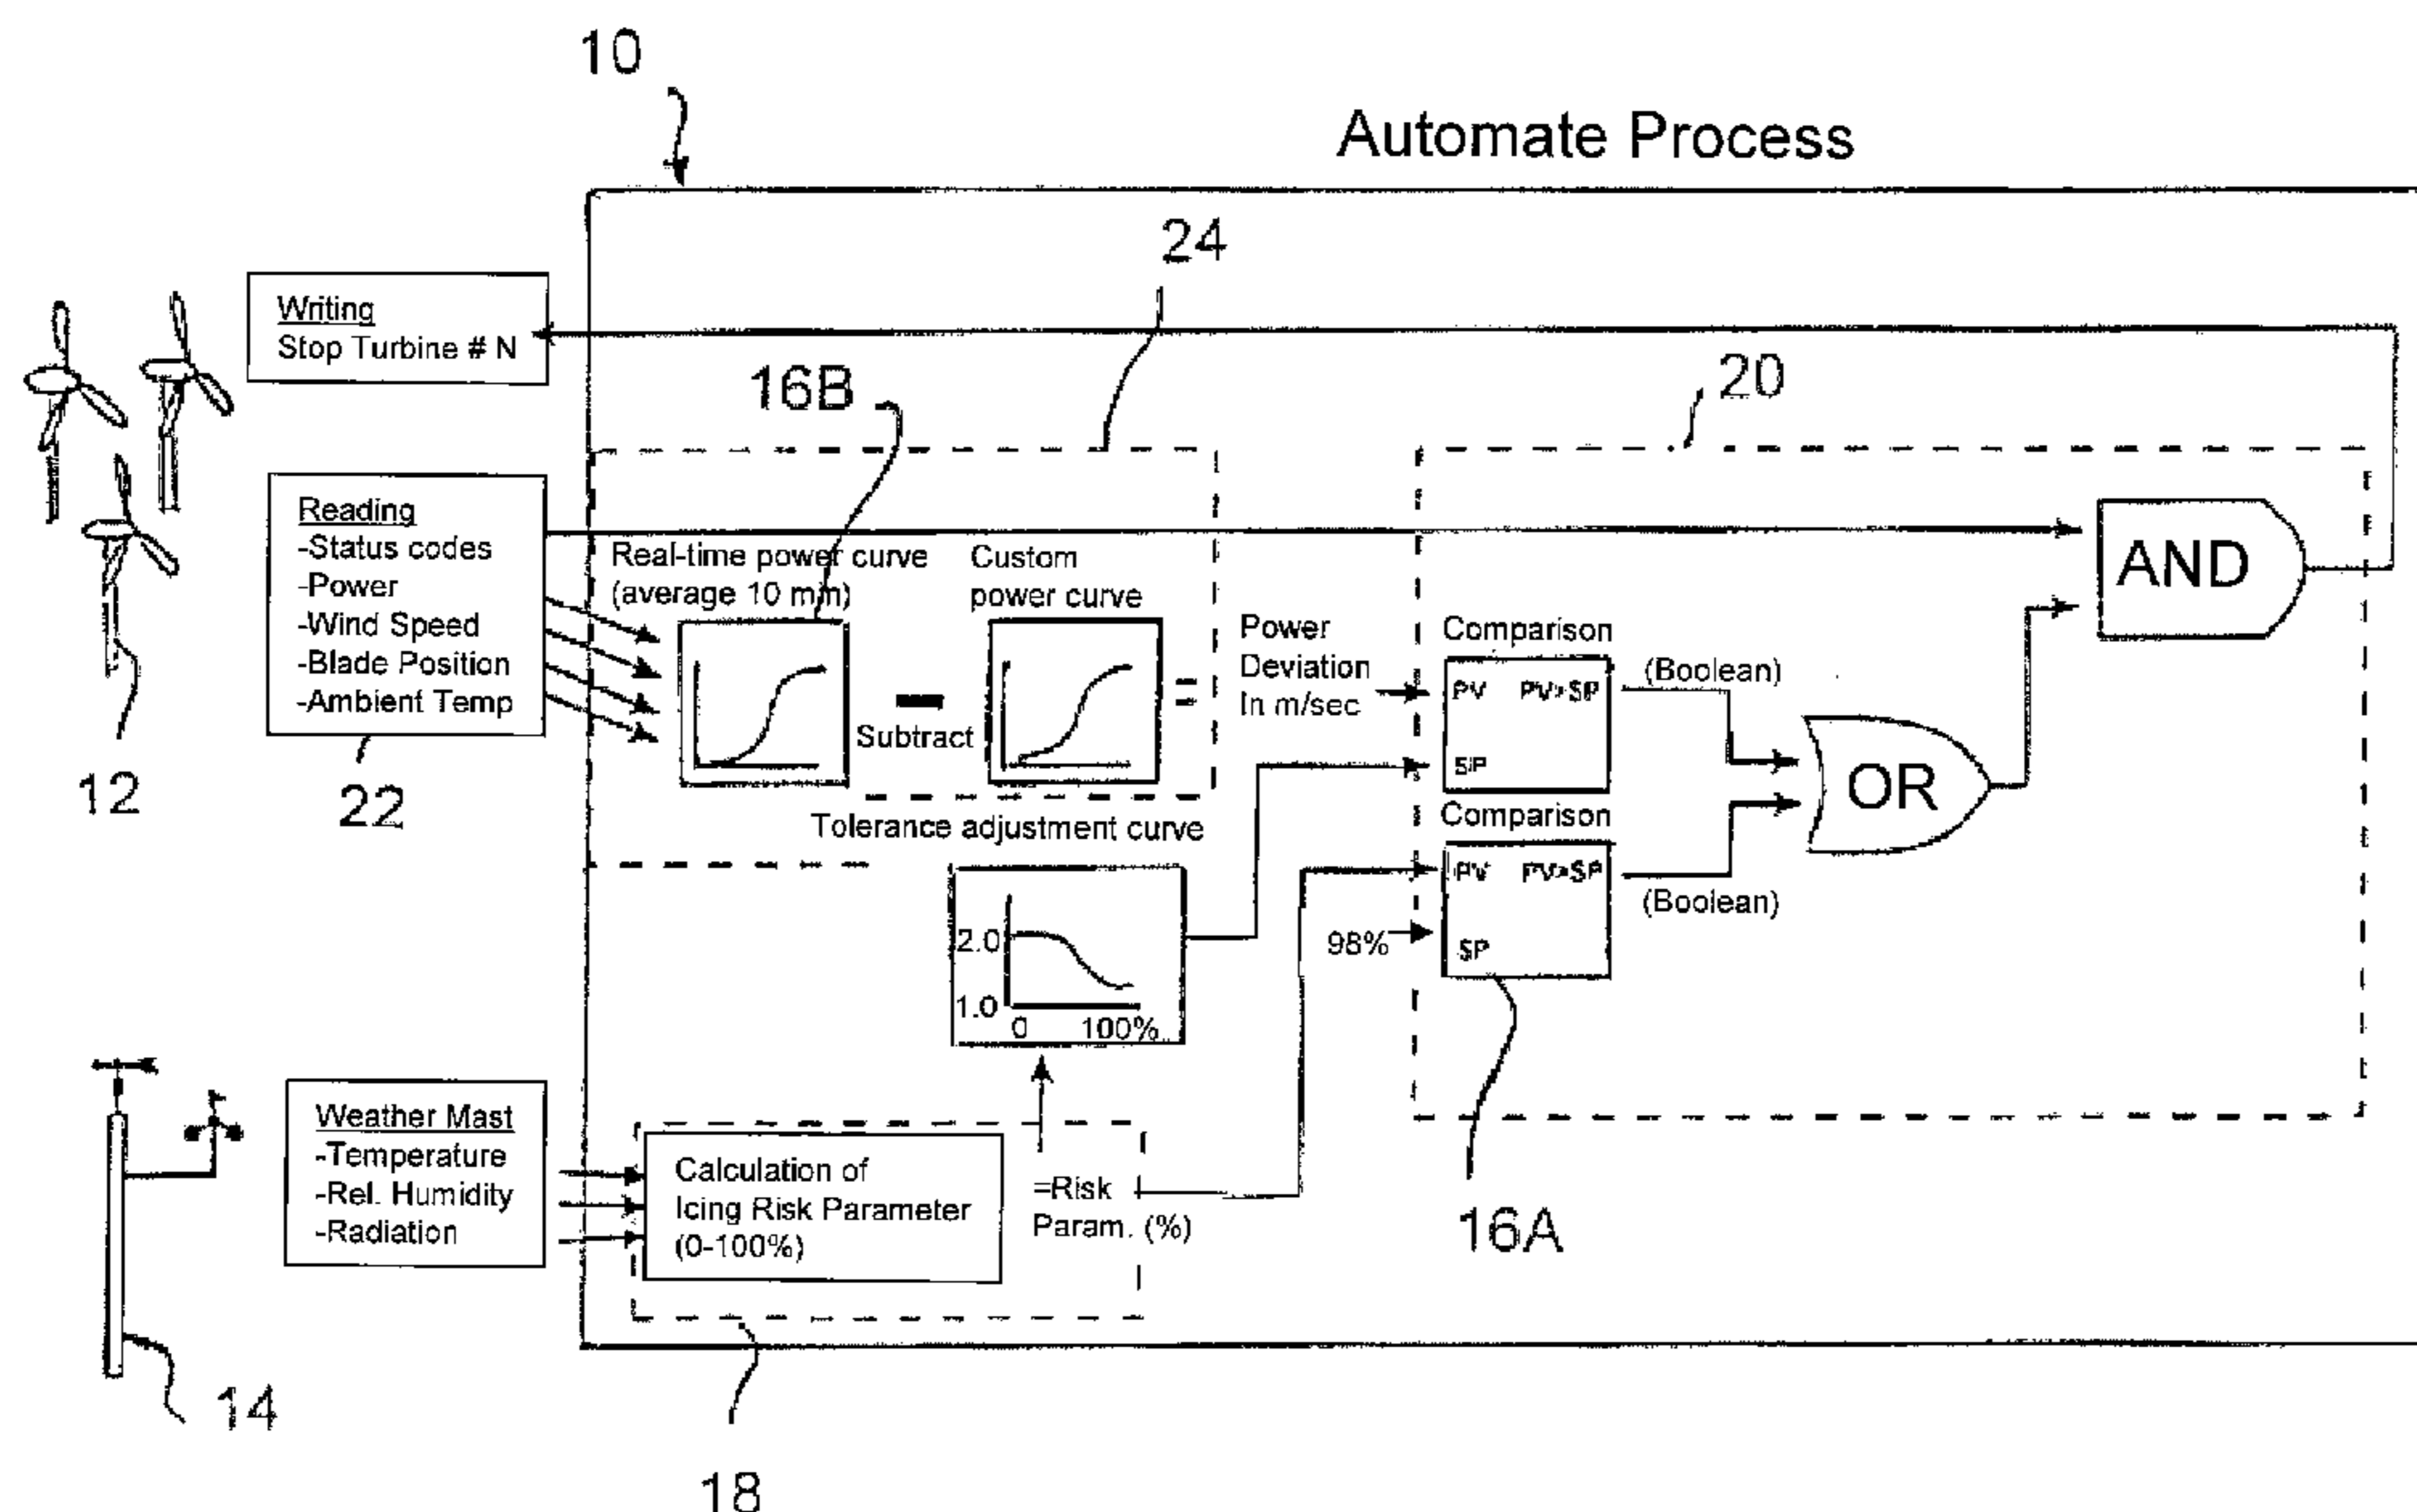 10
Automate Process
24
Writing
Stop Turbine # N
16B
20
Reading
-Status codes
-Power
-Wind Speed
-Blade Position
-Ambient Temp
Real-time power curve
(average 10 min)
Custom
power curve
AND
Subtract
=
Power
Deviation
In m/sec
Comparison
PV PV>SP
SP
(Boolean)
OR
12
22
Tolerance adjustment curve
Comparison
PV PV>SP
SP
(Boolean)
98%
2.0
1.0
0 100%
Weather Mast
-Temperature
-Rel. Humidity
-Radiation
Calculation of
Icing Risk Parameter
(0-100%)
=Risk
Param. (%)
16A
14
18